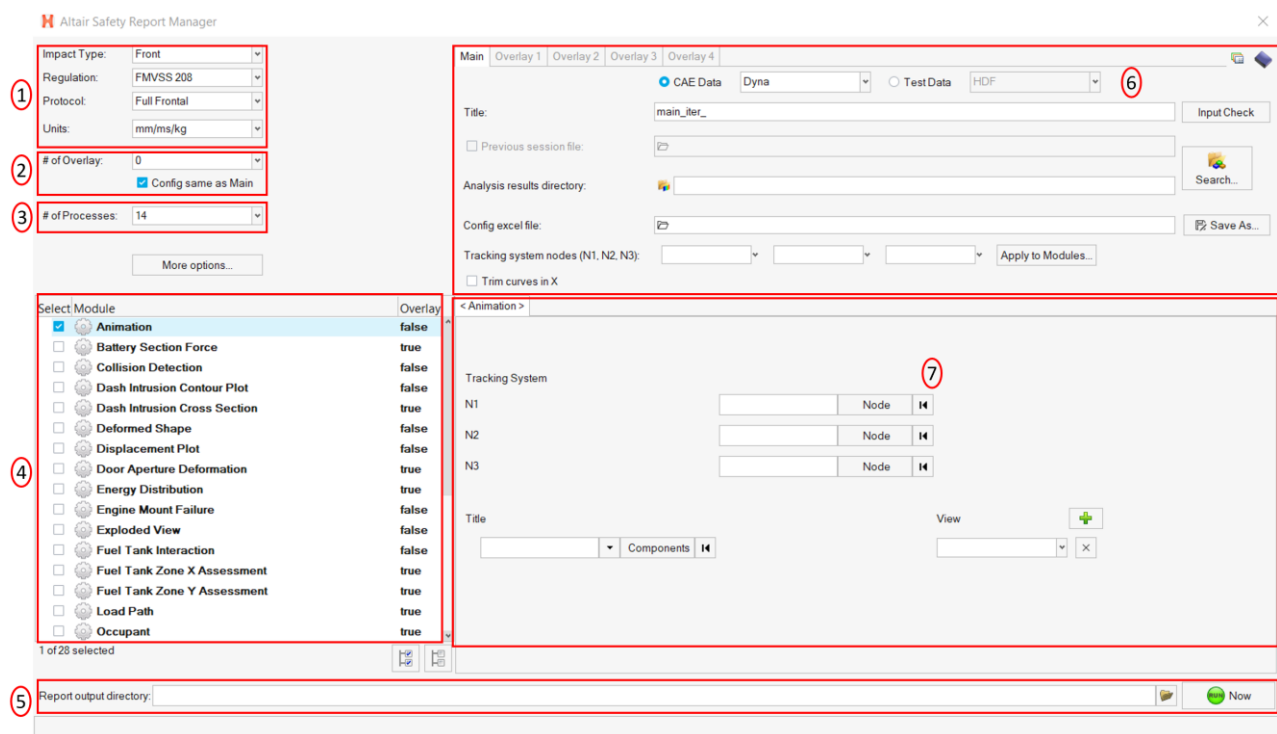 Altair Safety Report Manager
1
Impact Type: Front
Regulation: FMVSS 208
Protocol: Full Frontal
Units: mm/ms/kg
2
# of Overlay: 0
Config same as Main
3
# of Processes: 14
More options...
6
Main Overlay 1 Overlay 2 Overlay 3 Overlay 4
CAE Data Dyna Test Data HDF
Title: main_iter_ Input Check
Previous session file:
Search...
Analysis results directory:
Config excel file: Save As...
Tracking system nodes (N1, N2, N3): Apply to Modules...
Trim curves in X
4
Select Module Overlay
Animation false
Battery Section Force true
Collision Detection false
Dash Intrusion Contour Plot false
Dash Intrusion Cross Section true
Deformed Shape false
Displacement Plot false
Door Aperture Deformation true
Energy Distribution true
Engine Mount Failure false
Exploded View false
Fuel Tank Interaction false
Fuel Tank Zone X Assessment true
Fuel Tank Zone Y Assessment true
Load Path true
Occupant true
1 of 28 selected
< Animation >
7
Tracking System
N1 Node
N2 Node
N3 Node
Title View
Components
5
Report output directory: RUN Now